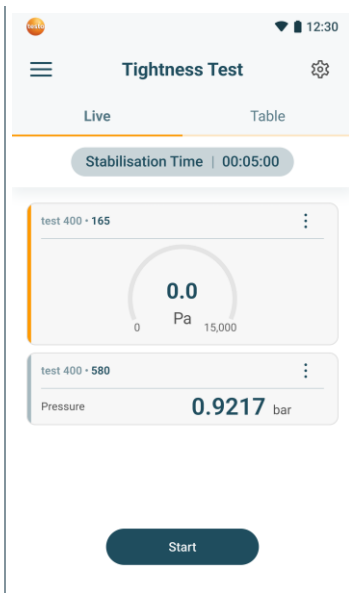 testo
12:30
Tightness Test
Live Table
Stabilisation Time | 00:05:00
test 400 • 165
0.0
Pa
0 15,000
test 400 • 580
Pressure 0.9217 bar
Start